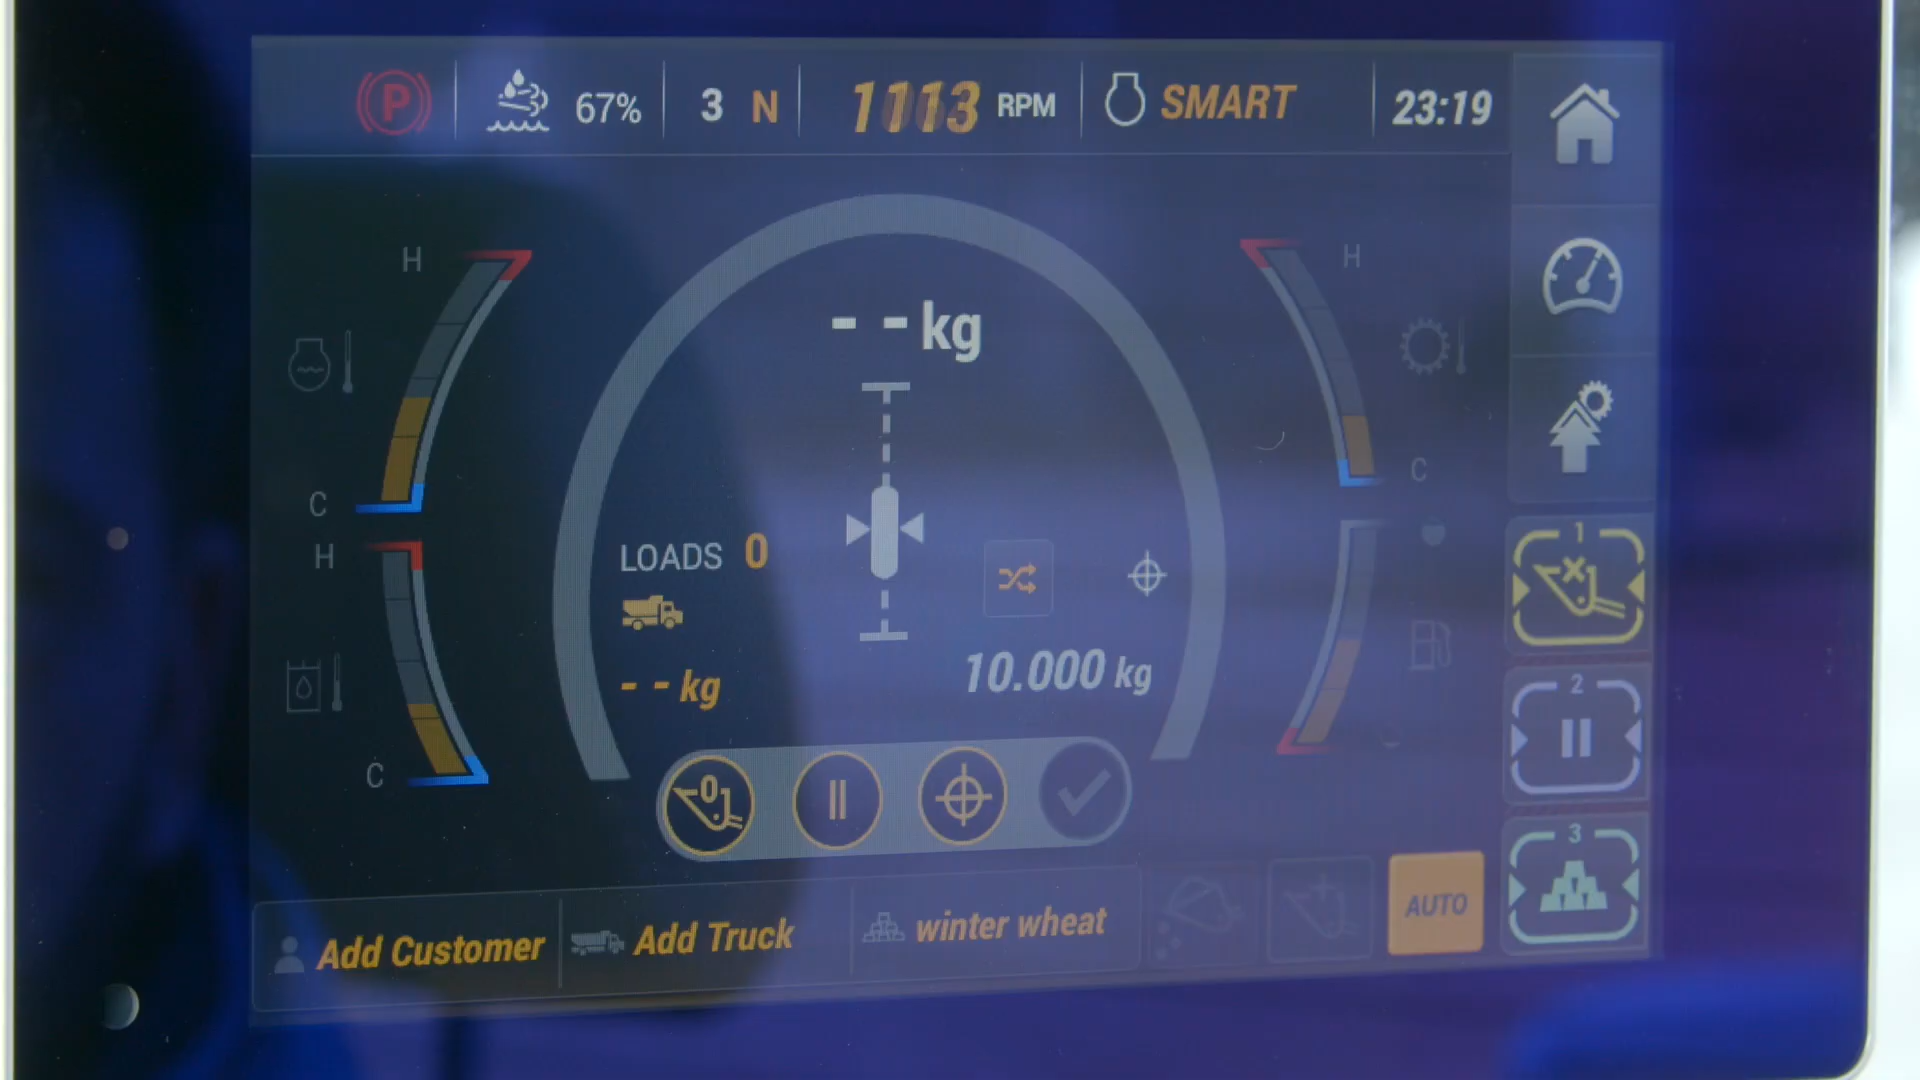 P 67% 3 N 1113 RPM SMART 23:19
H H
- - kg
C C
H
LOADS 0
- - kg 10.000 kg
C
0
1
2
3
Add Customer Add Truck winter wheat AUTO